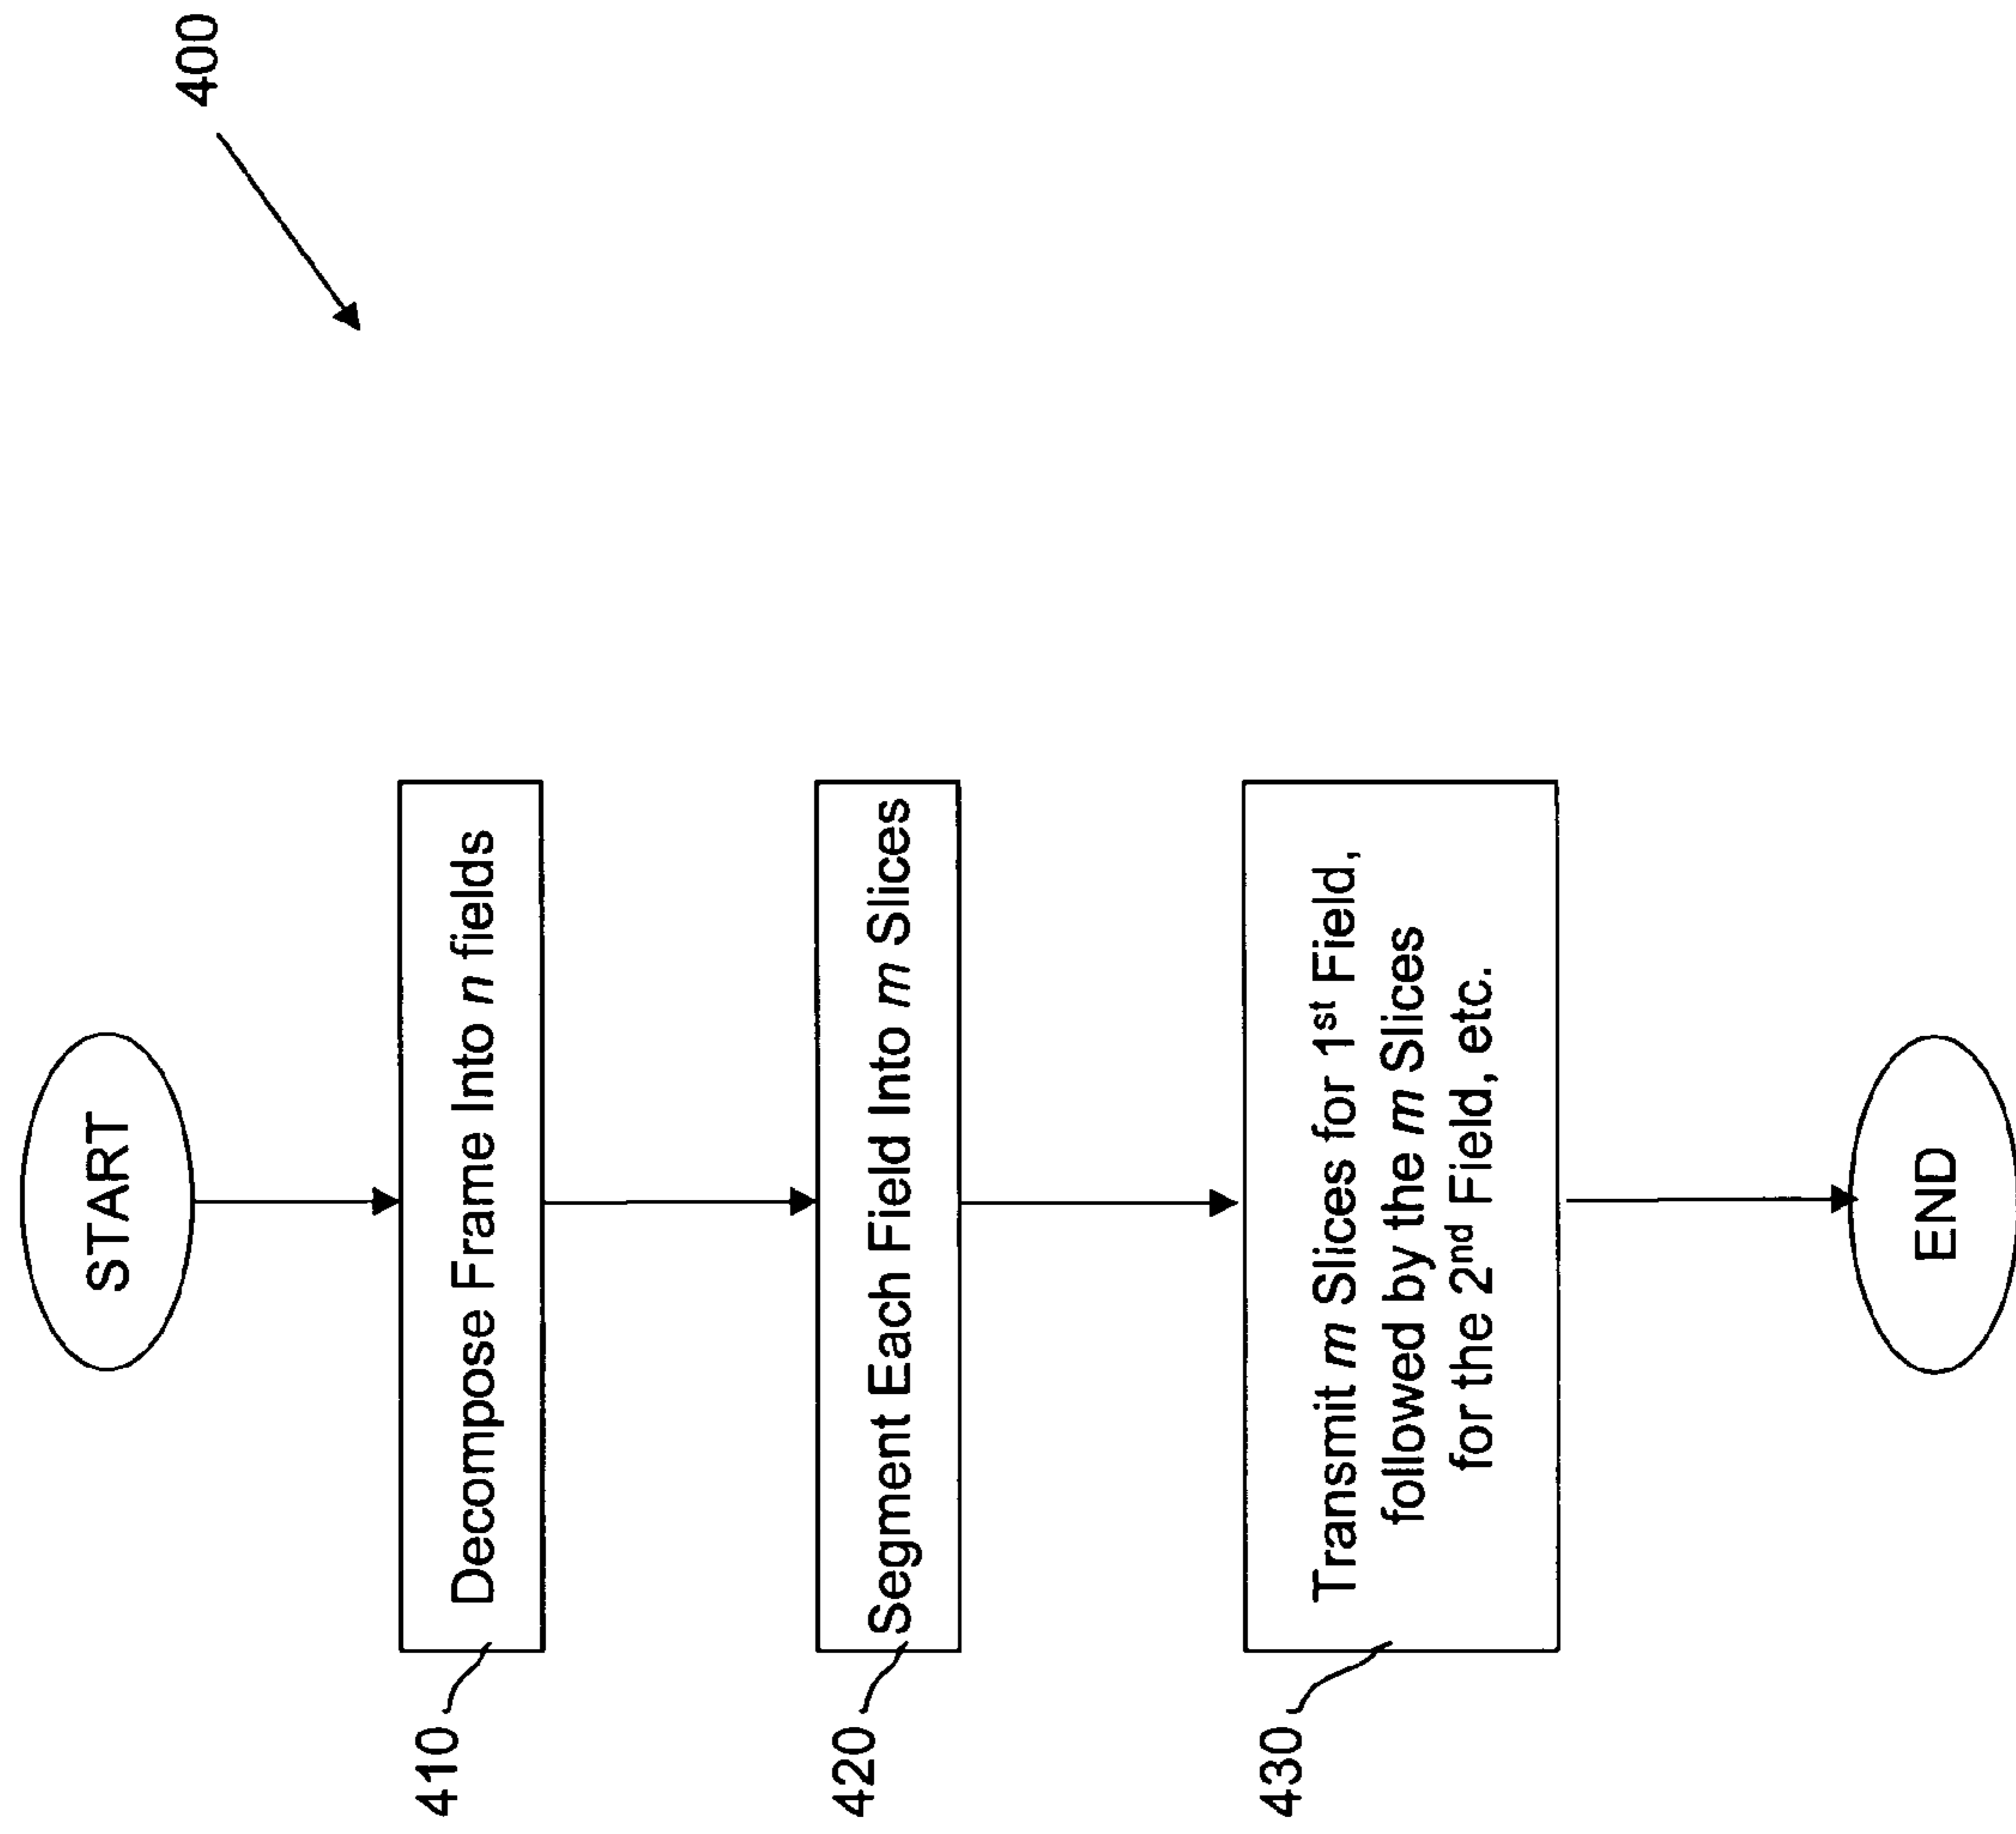 400
START
410
Decompose Frame Into n fields
420
Segment Each Field Into m Slices
430
Transmit m Slices for 1st Field,
followed by the m Slices
for the 2nd Field, etc.
END